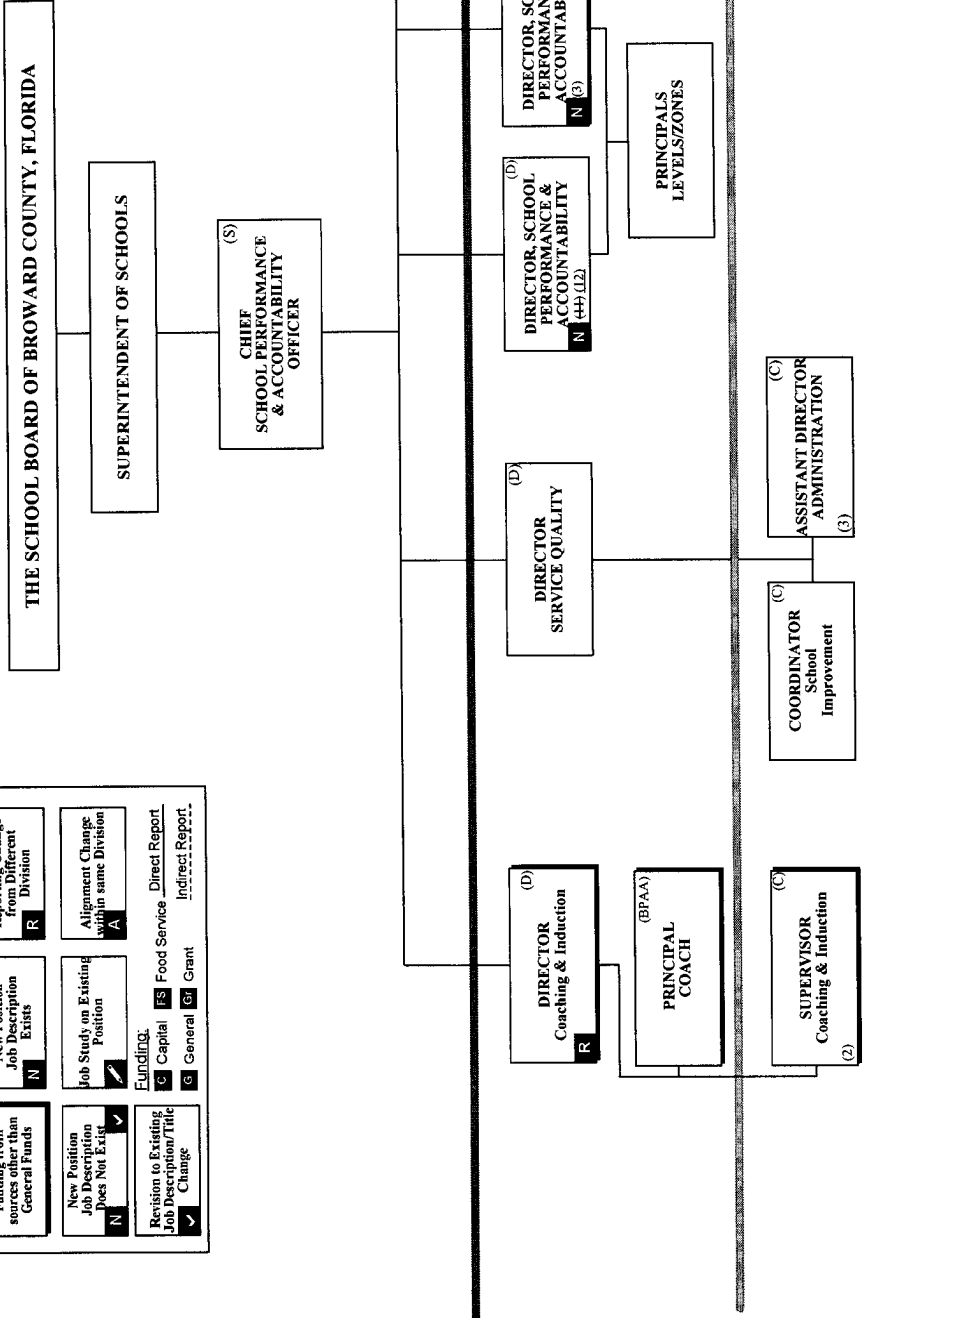 THE SCHOOL BOARD OF BROWARD COUNTY, FLORIDA
SUPERINTENDENT OF SCHOOLS
(S)
CHIEF
SCHOOL PERFORMANCE
& ACCOUNTABILITY
OFFICER
sources other than
General Funds
Job Description
Exists
N
from Different
Division
R
New Position
Job Description
Does Not Exist
N
Job Study on Existing
Position
Alignment Change
within same Division
A
Revision to Existing
Job Description/Title
Change
Funding:
C Capital FS Food Service Direct Report
G General Gr Grant Indirect Report
(D)
DIRECTOR
Coaching & Induction
R
(D)
DIRECTOR
SERVICE QUALITY
(D)
DIRECTOR, SCHOOL
PERFORMANCE &
ACCOUNTABILITY
N (11) (12)
DIRECTOR,
N (3)
(BPAA)
PRINCIPAL
COACH
PRINCIPALS
LEVELS/ZONES
(C)
SUPERVISOR
Coaching & Induction
(2)
(C)
COORDINATOR
School
Improvement
(C)
ASSISTANT DIRECTOR
ADMINISTRATION
(3)